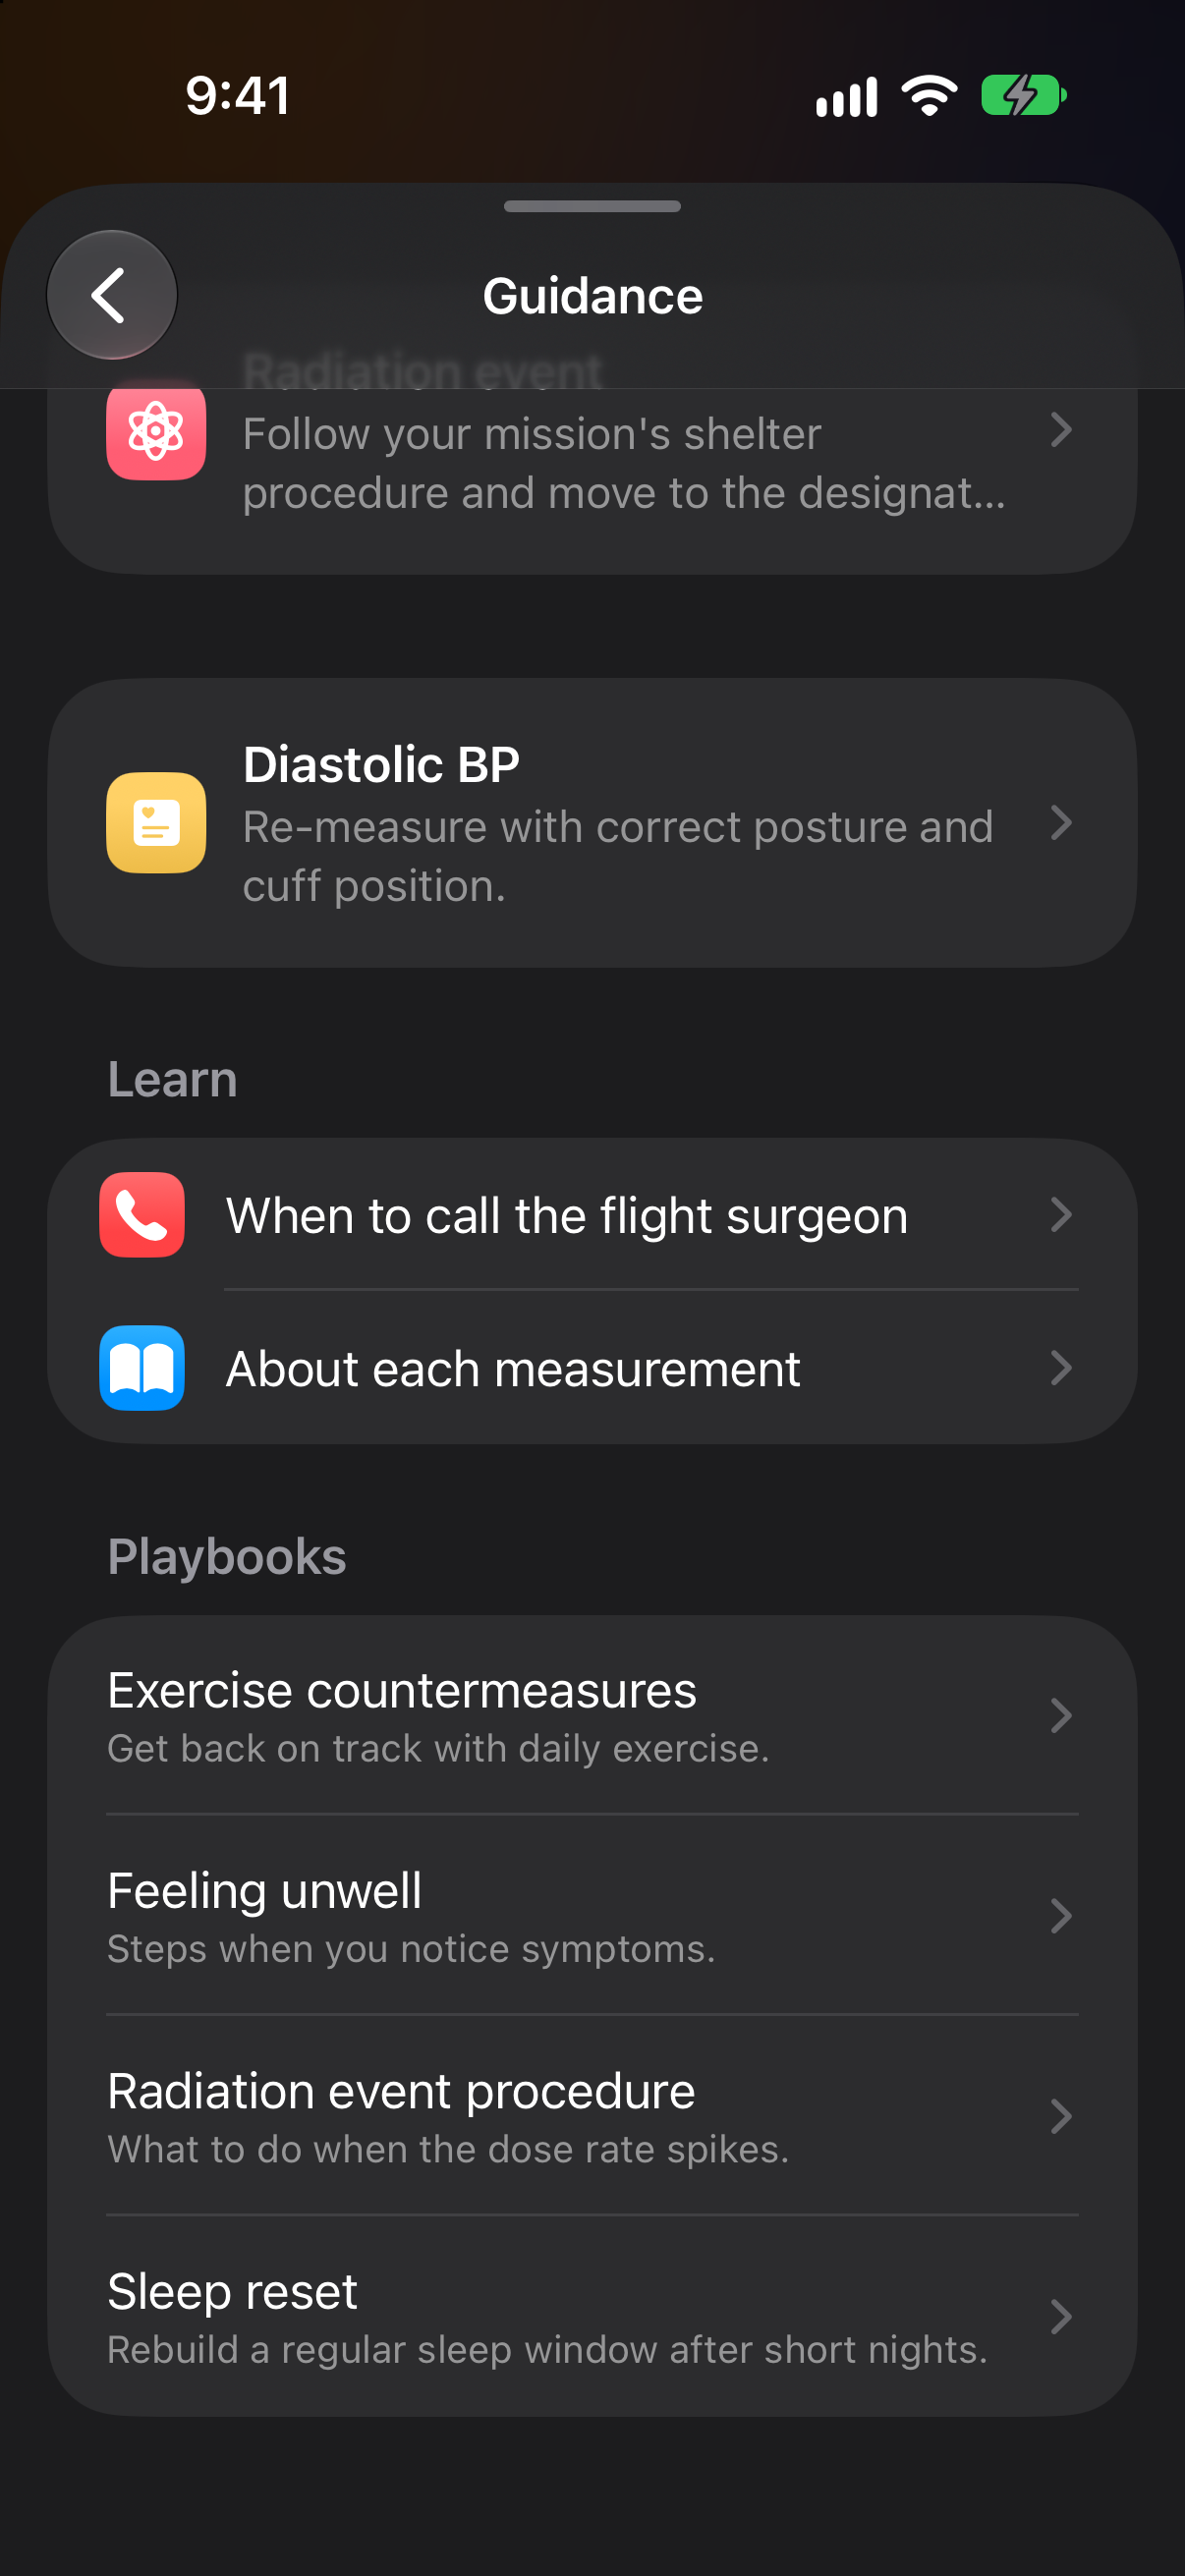 9:41
Guidance
Radiation event
Follow your mission's shelter
procedure and move to the designat...
Diastolic BP
Re-measure with correct posture and
cuff position.
Learn
When to call the flight surgeon
About each measurement
Playbooks
Exercise countermeasures
Get back on track with daily exercise.
Feeling unwell
Steps when you notice symptoms.
Radiation event procedure
What to do when the dose rate spikes.
Sleep reset
Rebuild a regular sleep window after short nights.